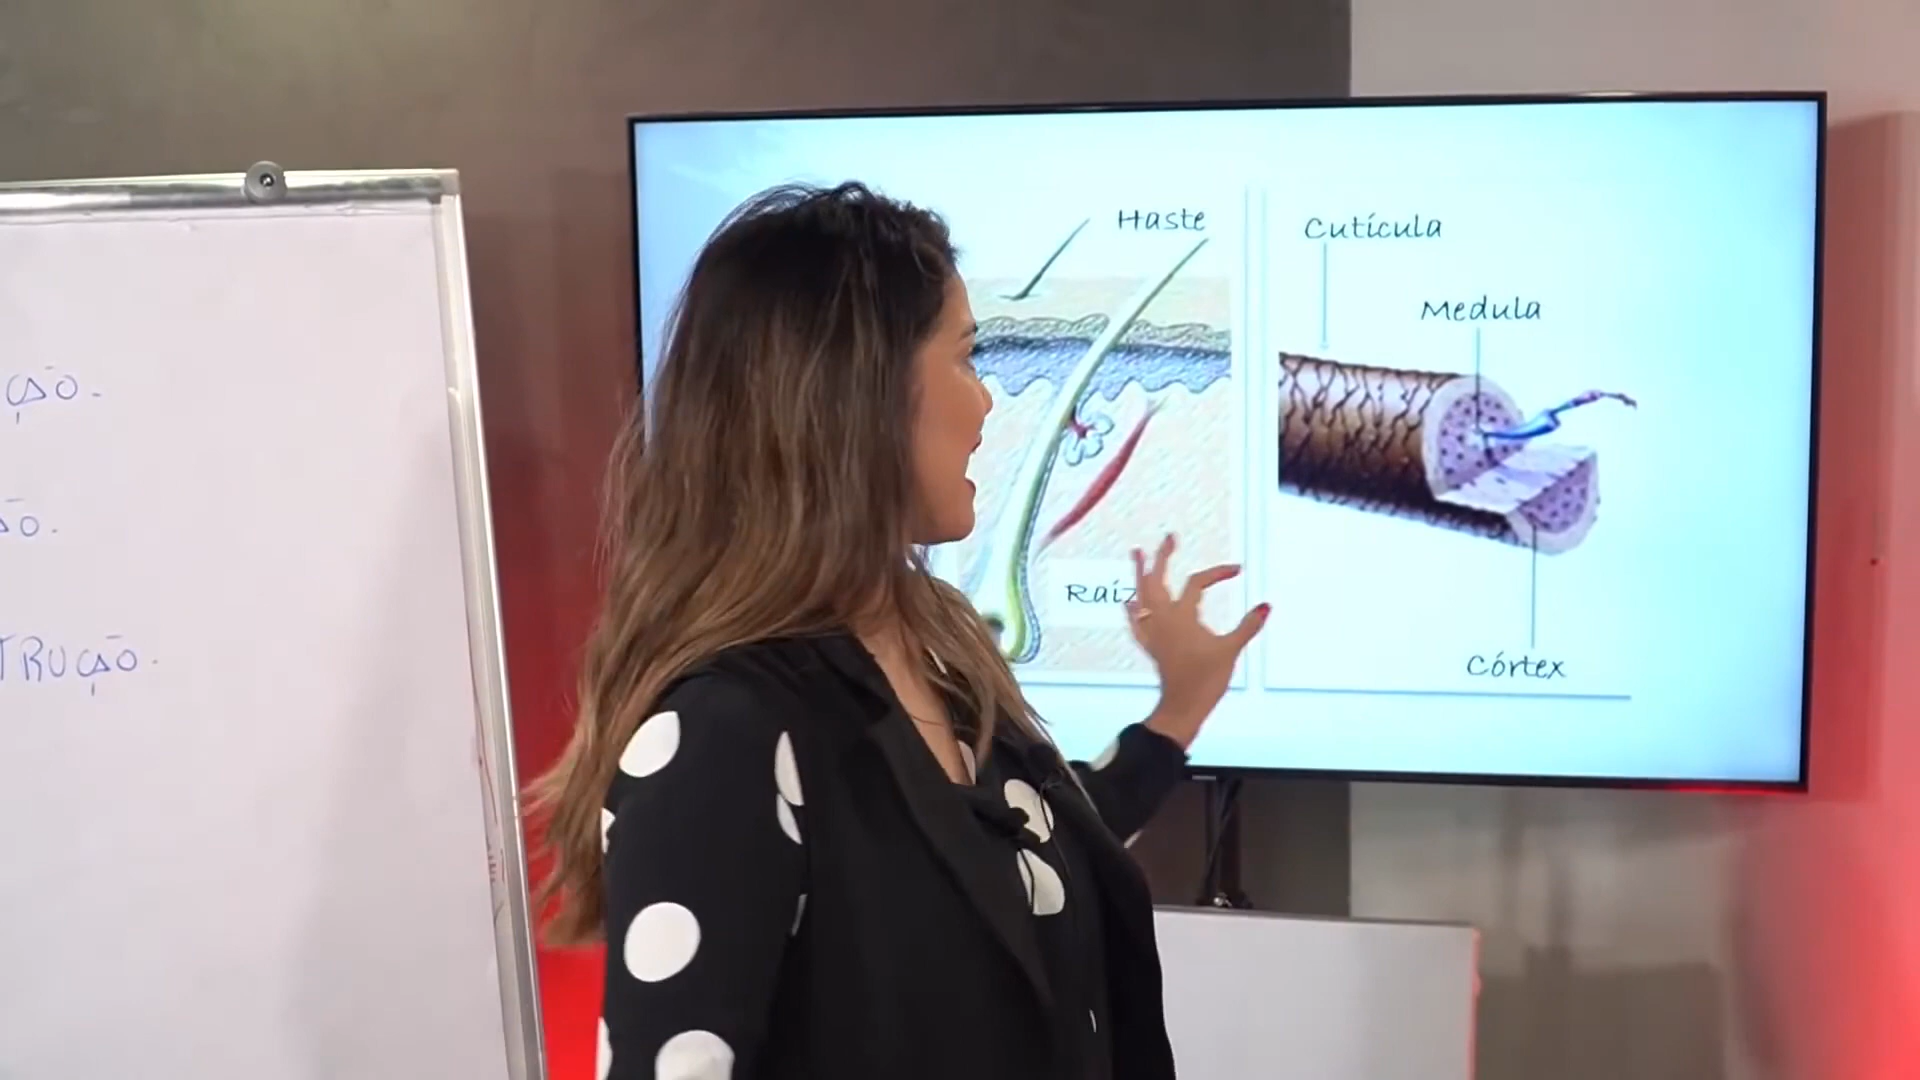 ção.
ão.
TRUÇÃO.
Haste
Raiz
Cutícula
Medula
Córtex